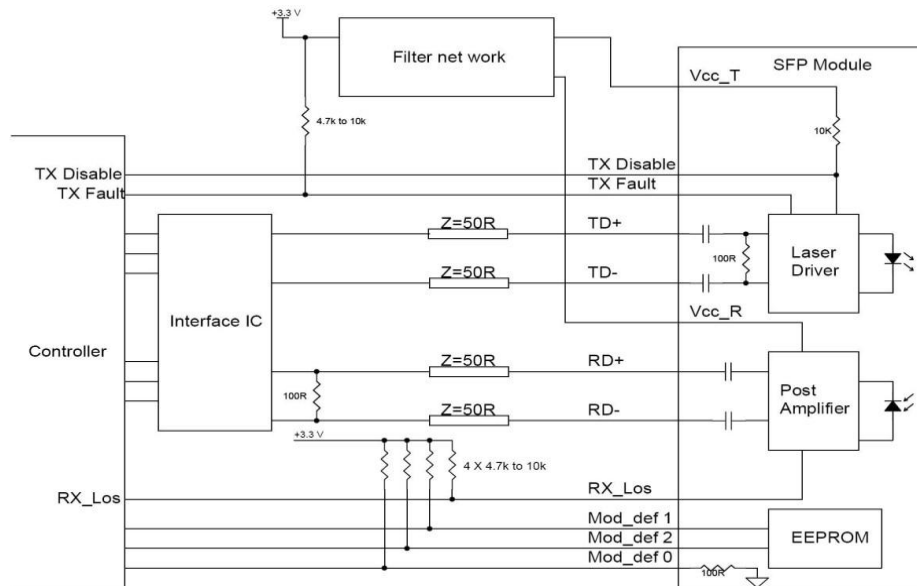 +3.3 V
Filter net work
SFP Module
Vcc_T
4.7k to 10k
10K
TX Disable
TX Disable
TX Fault
TX Fault
Z=50R
TD+
Laser
Driver
100R
Z=50R
TD-
Interface IC
Vcc_R
Controller
Z=50R
RD+
100R
Post
Amplifier
Z=50R
RD-
+3.3 V
4 X 4.7k to 10k
RX_Los
RX_Los
Mod_def 1
Mod_def 2
EEPROM
Mod_def 0
100R